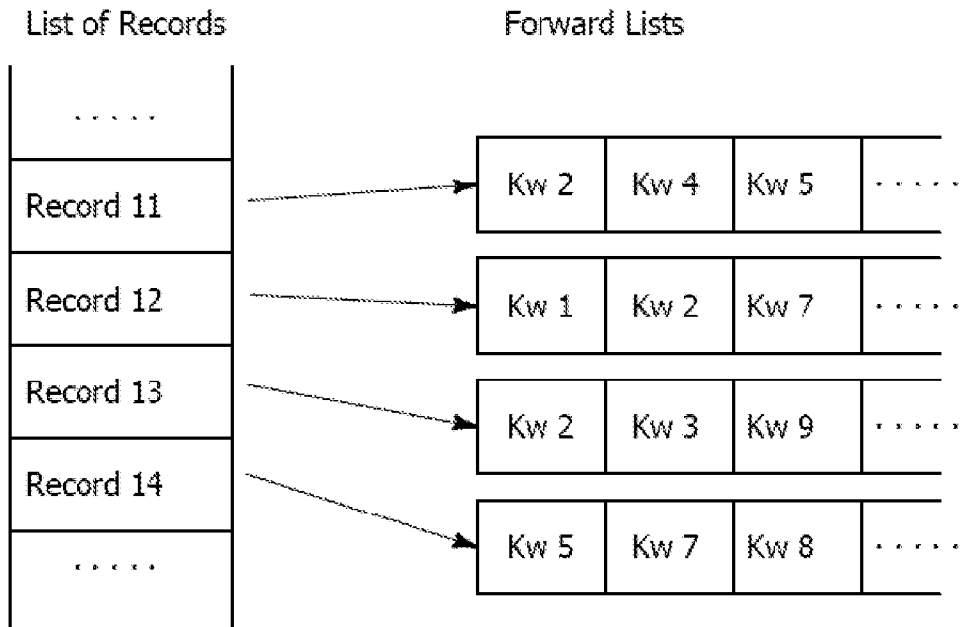 List of Records Forward Lists
. . . . .
Record 11 Kw 2 Kw 4 Kw 5 . . . . .
Record 12 Kw 1 Kw 2 Kw 7 . . . . .
Record 13 Kw 2 Kw 3 Kw 9 . . . . .
Record 14 Kw 5 Kw 7 Kw 8 . . . . .
. . . . .